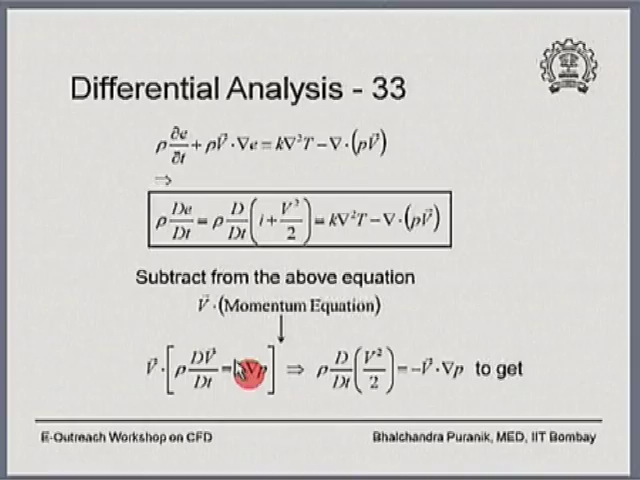 Differential Analysis - 33
ρ ∂e/∂t + ρV⃗ · ∇e = k∇²T − ∇ · (pV⃗)
⇒
ρ De/Dt = ρ D/Dt (i + V²/2) = k∇²T − ∇ · (pV⃗)
Subtract from the above equation
V⃗ · (Momentum Equation)
V⃗ · [ρ DV⃗/Dt = ∇p] ⇒ ρ D/Dt (V²/2) = −V⃗ · ∇p to get
E-Outreach Workshop on CFD
Bhalchandra Puranik, MED, IIT Bombay